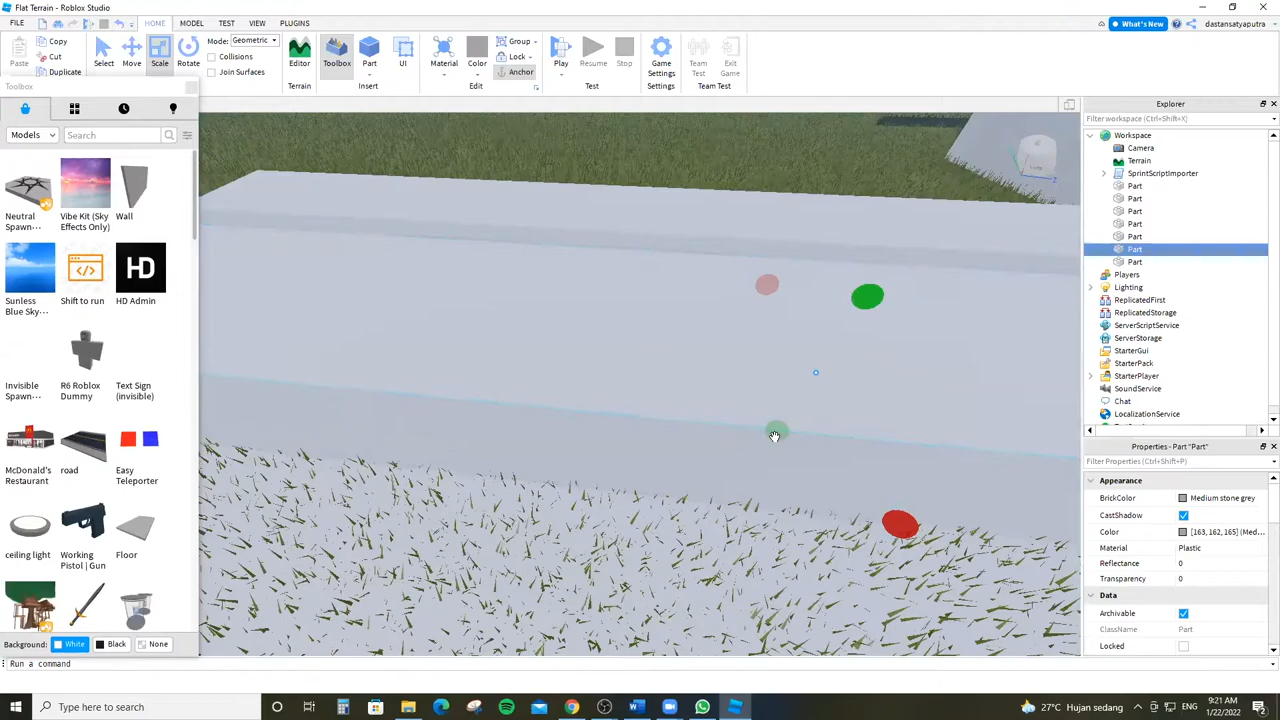 Flat Terrain - Roblox Studio
FILE HOME MODEL TEST VIEW PLUGINS What's New dastansatyaputra
Paste Copy Cut Duplicate
Select Move Scale Rotate
Mode: Geometric
Collisions
Join Surfaces
Editor
Terrain
Toolbox Part UI
Insert
Material Color Group Lock Anchor
Edit
Play Resume Stop
Test
Game Settings
Settings
Team Test Exit Game
Team Test
Toolbox
Models Search
Neutral Spawn...
Vibe Kit (Sky Effects Only)
Wall
Sunless Blue Sky...
Shift to run
HD
HD Admin
Invisible Spawn...
R6 Roblox Dummy
Text Sign (invisible)
McDonald's Restaurant
road
Easy Teleporter
ceiling light
Working Pistol | Gun
Floor
Background: White Black None
Run a command
Explorer
Filter workspace (Ctrl+Shift+X)
Workspace
Camera
Terrain
SprintScriptImporter
Part
Part
Part
Part
Part
Part
Part
Players
Lighting
ReplicatedFirst
ReplicatedStorage
ServerScriptService
ServerStorage
StarterGui
StarterPack
StarterPlayer
SoundService
Chat
LocalizationService
Properties - Part "Part"
Filter Properties (Ctrl+Shift+P)
Appearance
BrickColor Medium stone grey
CastShadow
Color [163, 162, 165] (Med...
Material Plastic
Reflectance 0
Transparency 0
Data
Archivable
ClassName Part
Locked
Type here to search
27°C Hujan sedang
9:21 AM
1/22/2022